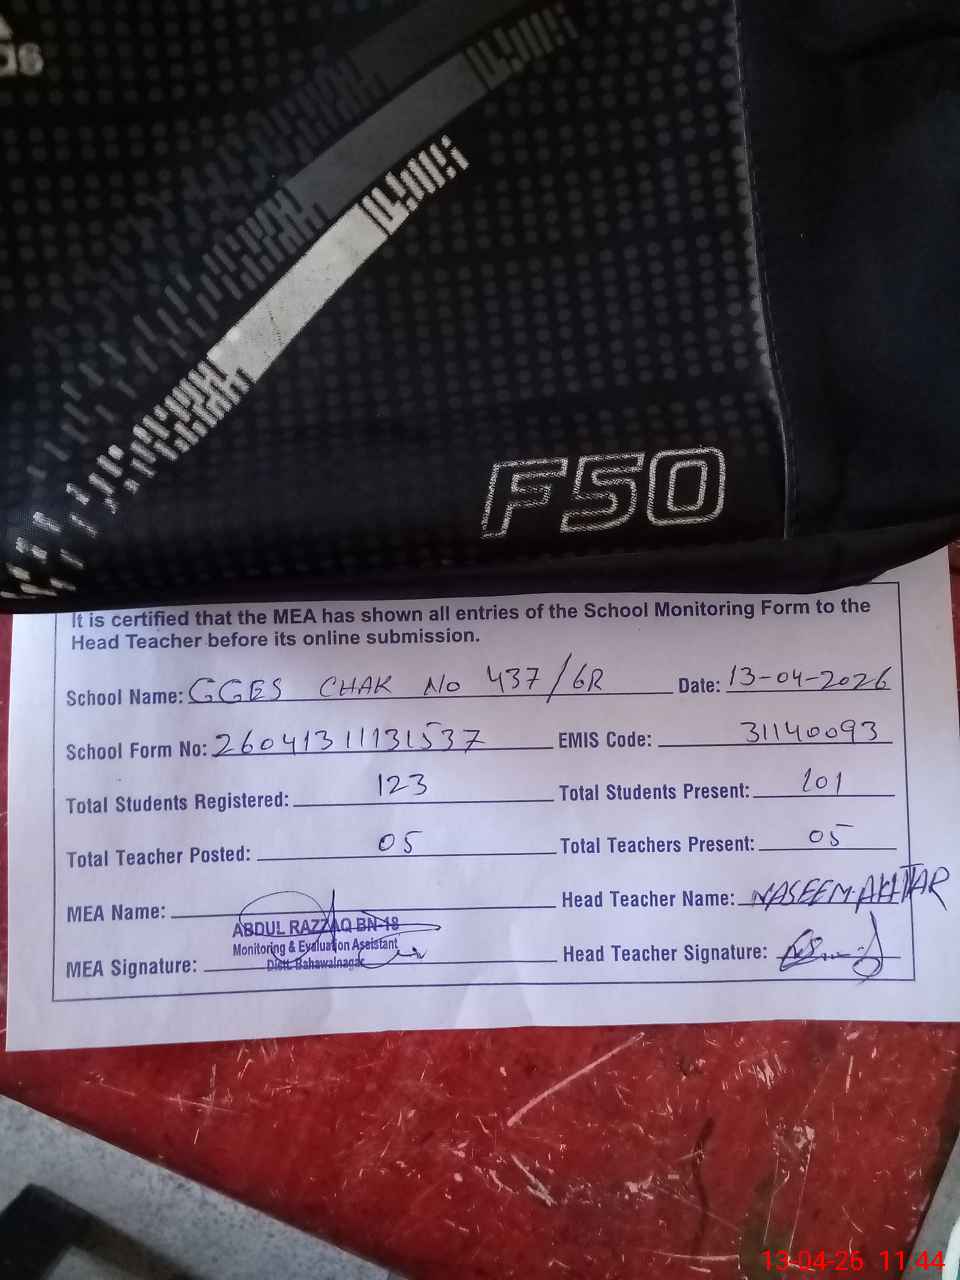 F50
It is certified that the MEA has shown all entries of the School Monitoring Form to the
Head Teacher before its online submission.
School Name: GGES CHAK No 437/6R Date: 13-04-2026
School Form No: 26041311131537 EMIS Code: 31140093
Total Students Registered: 123 Total Students Present: 101
Total Teacher Posted: 05 Total Teachers Present: 05
MEA Name: Head Teacher Name: NASEEM AKHTAR
ABDUL RAZZAQ BN-18
Monitoring & Evaluation Assistant
Distt. Bahawalnagar
MEA Signature: Head Teacher Signature:
13-04-26 11:44